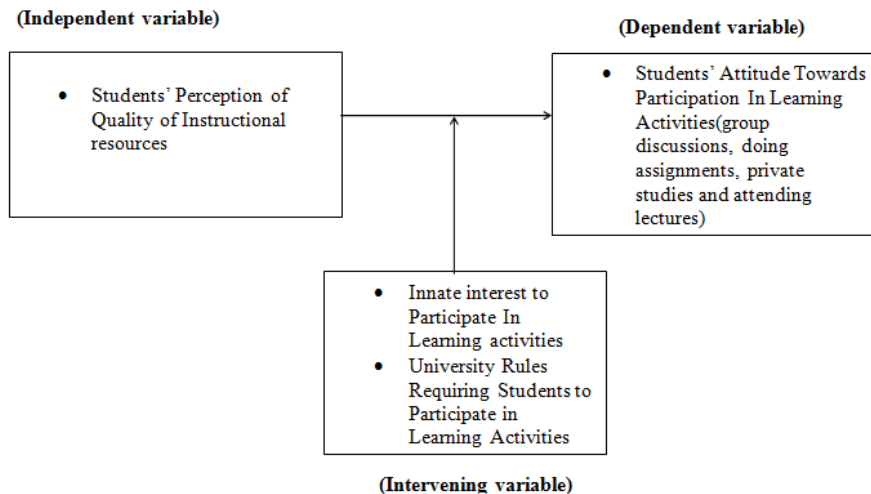 (Independent variable)
• Students' Perception of
Quality of Instructional
resources
(Dependent variable)
• Students' Attitude Towards
Participation In Learning
Activities(group
discussions, doing
assignments, private
studies and attending
lectures)
• Innate interest to
Participate In
Learning activities
• University Rules
Requiring Students to
Participate in
Learning Activities
(Intervening variable)